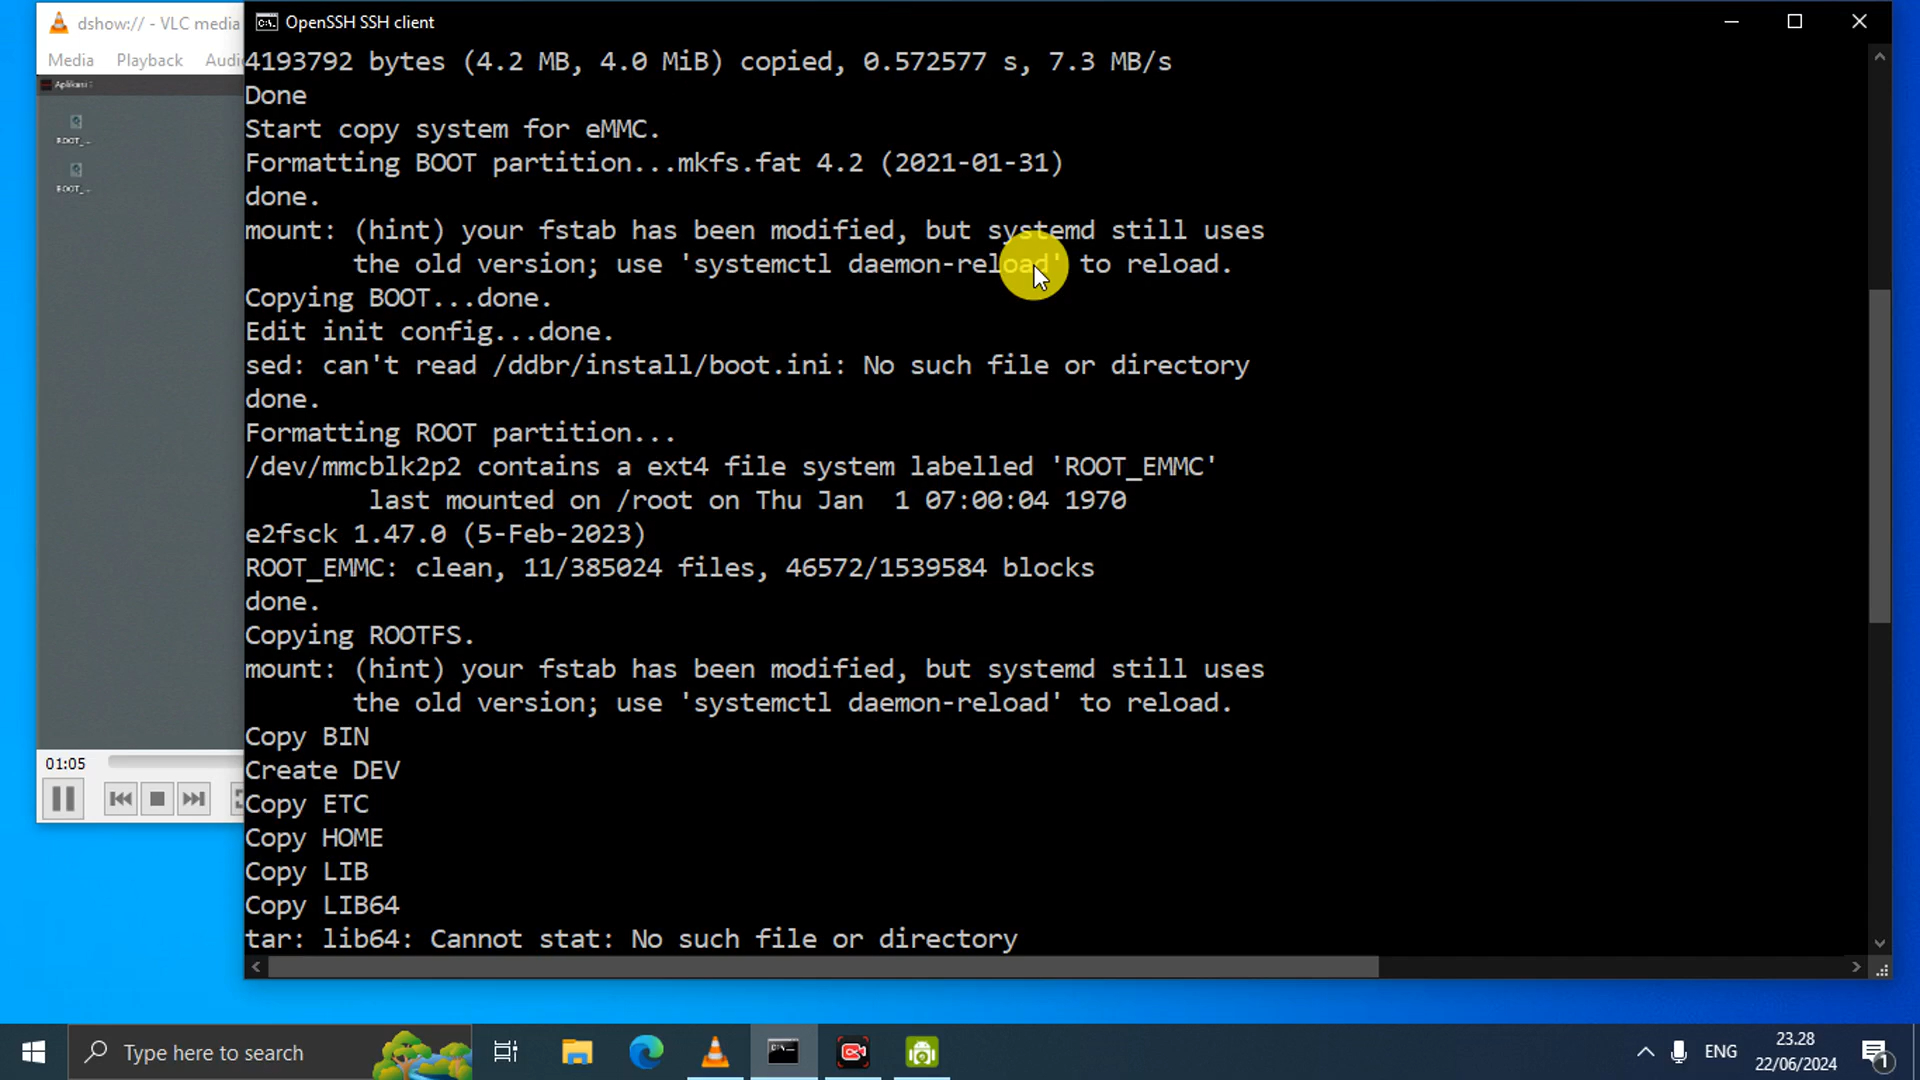 dshow:// - VLC media
Media Playback Audi
Aplikasi
ROOT_...
BOOT_...
01:05
OpenSSH SSH client
4193792 bytes (4.2 MB, 4.0 MiB) copied, 0.572577 s, 7.3 MB/s
Done
Start copy system for eMMC.
Formatting BOOT partition...mkfs.fat 4.2 (2021-01-31)
done.
mount: (hint) your fstab has been modified, but systemd still uses
the old version; use 'systemctl daemon-reload' to reload.
Copying BOOT...done.
Edit init config...done.
sed: can't read /ddbr/install/boot.ini: No such file or directory
done.
Formatting ROOT partition...
/dev/mmcblk2p2 contains a ext4 file system labelled 'ROOT_EMMC'
last mounted on /root on Thu Jan  1 07:00:04 1970
e2fsck 1.47.0 (5-Feb-2023)
ROOT_EMMC: clean, 11/385024 files, 46572/1539584 blocks
done.
Copying ROOTFS.
mount: (hint) your fstab has been modified, but systemd still uses
the old version; use 'systemctl daemon-reload' to reload.
Copy BIN
Create DEV
Copy ETC
Copy HOME
Copy LIB
Copy LIB64
tar: lib64: Cannot stat: No such file or directory
Type here to search
ENG
23.28
22/06/2024
1